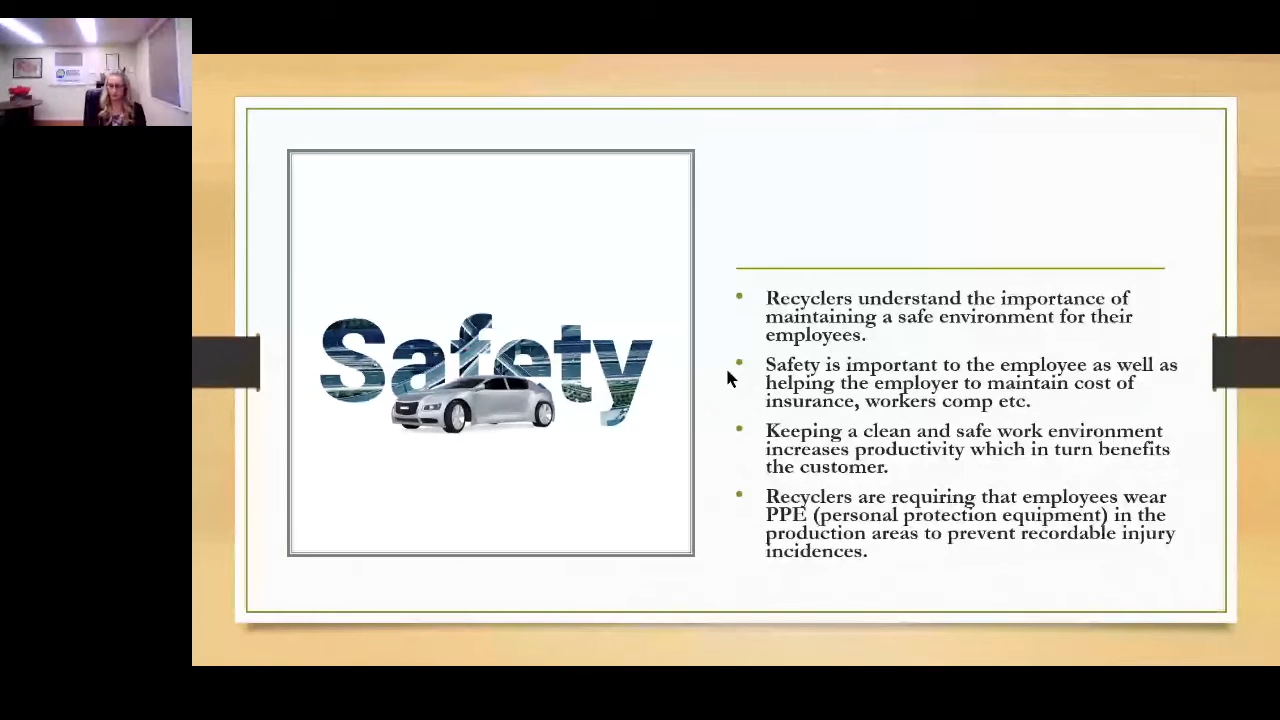 Safety
Recyclers understand the importance of
maintaining a safe environment for their
employees.
Safety is important to the employee as well as
helping the employer to maintain cost of
insurance, workers comp etc.
Keeping a clean and safe work environment
increases productivity which in turn benefits
the customer.
Recyclers are requiring that employees wear
PPE (personal protection equipment) in the
production areas to prevent recordable injury
incidences.